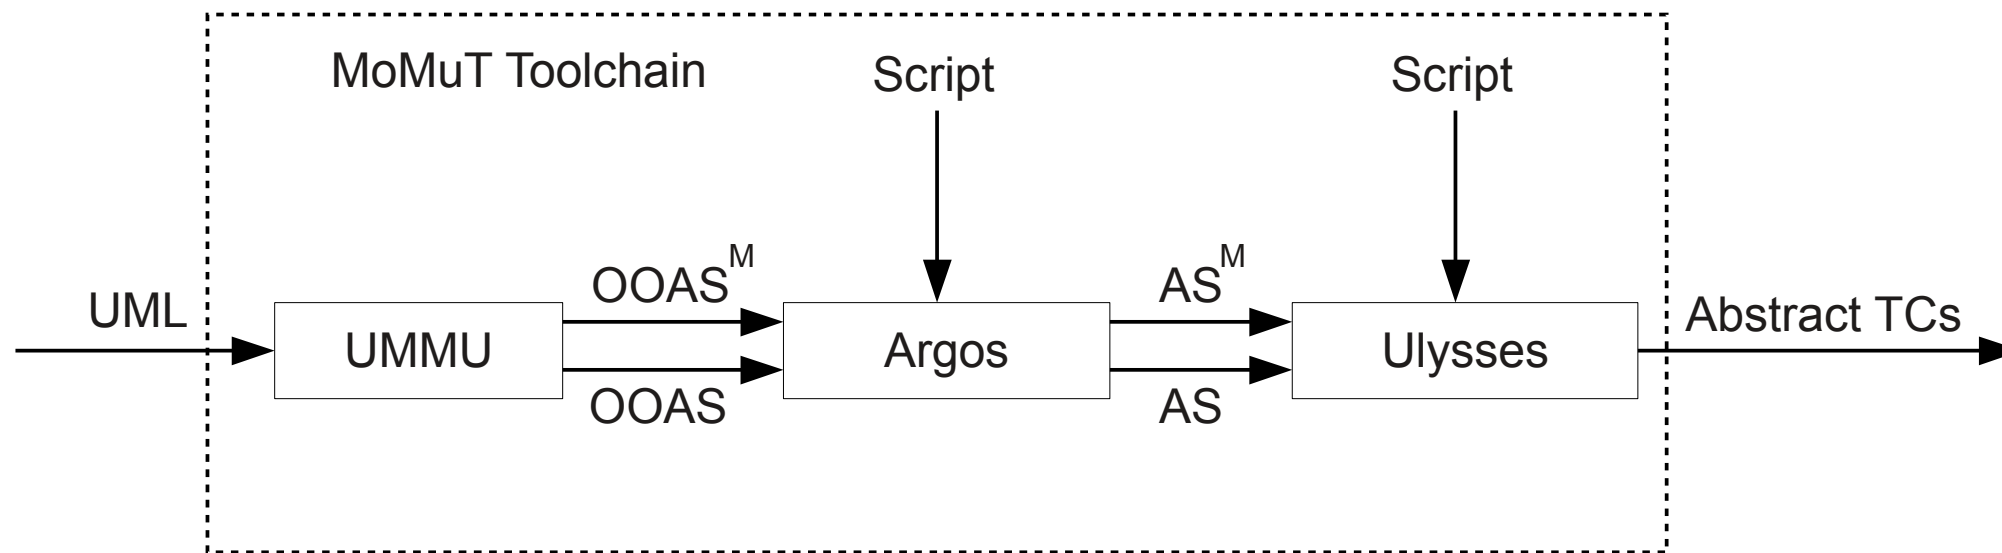 MoMuT Toolchain
Script
Script
UML
UMMU
OOAS^M
OOAS
Argos
AS^M
AS
Ulysses
Abstract TCs